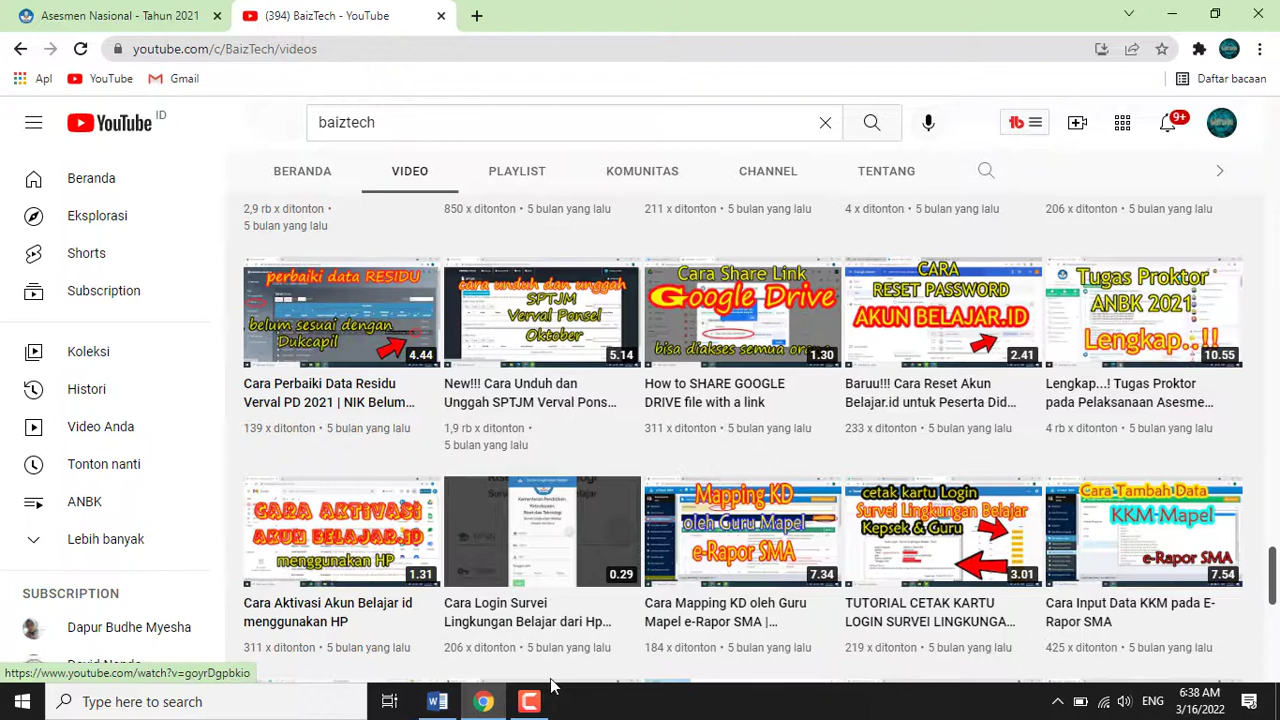 Asesmen Nasional - Tahun 2021
(394) BaizTech - YouTube
youtube.com/c/BaizTech/videos
Apl YouTube Gmail Daftar bacaan
YouTube ID
baiztech
9+
BERANDA VIDEO PLAYLIST KOMUNITAS CHANNEL TENTANG
Beranda
Eksplorasi
Shorts
Subscription
Koleksi
Histori
Video Anda
Tonton nanti
ANBK
Lebih banyak
SUBSCRIPTION
Dapur Budhe Myesha
2,9 rb x ditonton •
5 bulan yang lalu
850 x ditonton • 5 bulan yang lalu
211 x ditonton • 5 bulan yang lalu
4 x ditonton • 5 bulan yang lalu
206 x ditonton • 5 bulan yang lalu
perbaiki data RESIDU
belum sesuai dengan
Dukcapil
4.44
Cara Perbaiki Data Residu
Verval PD 2021 | NIK Belum...
139 x ditonton • 5 bulan yang lalu
cara unduh dan unggah
SPTJM
Verval Ponsel
Oktober
5.14
New!!! Cara Unduh dan
Unggah SPTJM Verval Pons...
1,9 rb x ditonton •
5 bulan yang lalu
Cara Share Link
Google Drive
bisa diakses semua orang
1.30
How to SHARE GOOGLE
DRIVE file with a link
311 x ditonton • 5 bulan yang lalu
CARA
RESET PASSWORD
AKUN BELAJAR.ID
2.41
Baruu!!! Cara Reset Akun
Belajar.id untuk Peserta Did...
233 x ditonton • 5 bulan yang lalu
Tugas Proktor
ANBK 2021
Lengkap..!!
10.55
Lengkap...! Tugas Proktor
pada Pelaksanaan Asesme...
4 rb x ditonton • 5 bulan yang lalu
CARA AKTIVASI
AKUN BELAJAR.ID
menggunakan HP
1.31
Cara Aktivasi Akun Belajar id
menggunakan HP
311 x ditonton • 5 bulan yang lalu
0.29
Cara Login Survei
Lingkungan Belajar dari Hp...
206 x ditonton • 5 bulan yang lalu
Mapping KD
oleh Guru Mapel
e-Rapor SMA
7.34
Cara Mapping KD oleh Guru
Mapel e-Rapor SMA |...
184 x ditonton • 5 bulan yang lalu
cetak kartu Login
Survei Lingkungan Belajar
Kepsek & Guru
3.01
TUTORIAL CETAK KARTU
LOGIN SURVEI LINGKUNGA...
219 x ditonton • 5 bulan yang lalu
Cara Tambah Data
KKM-Mapel
e-Rapor SMA
7.54
Cara Input Data KKM pada E-
Rapor SMA
425 x ditonton • 5 bulan yang lalu
https://www.youtube.com/watch?v=goyrDgpbkio
Type here to search
ENG
6:38 AM
3/16/2022